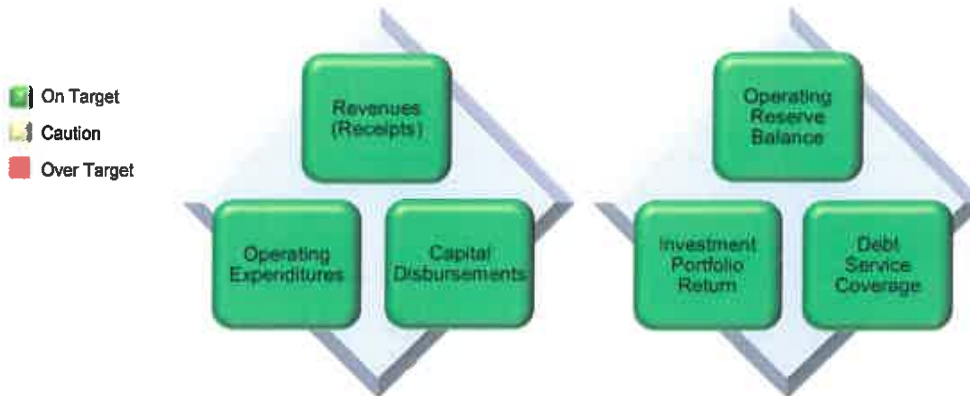 On Target
Caution
Over Target
Revenues
(Receipts)
Operating
Expenditures
Capital
Disbursements
Operating
Reserve
Balance
Investment
Portfolio
Return
Debt
Service
Coverage